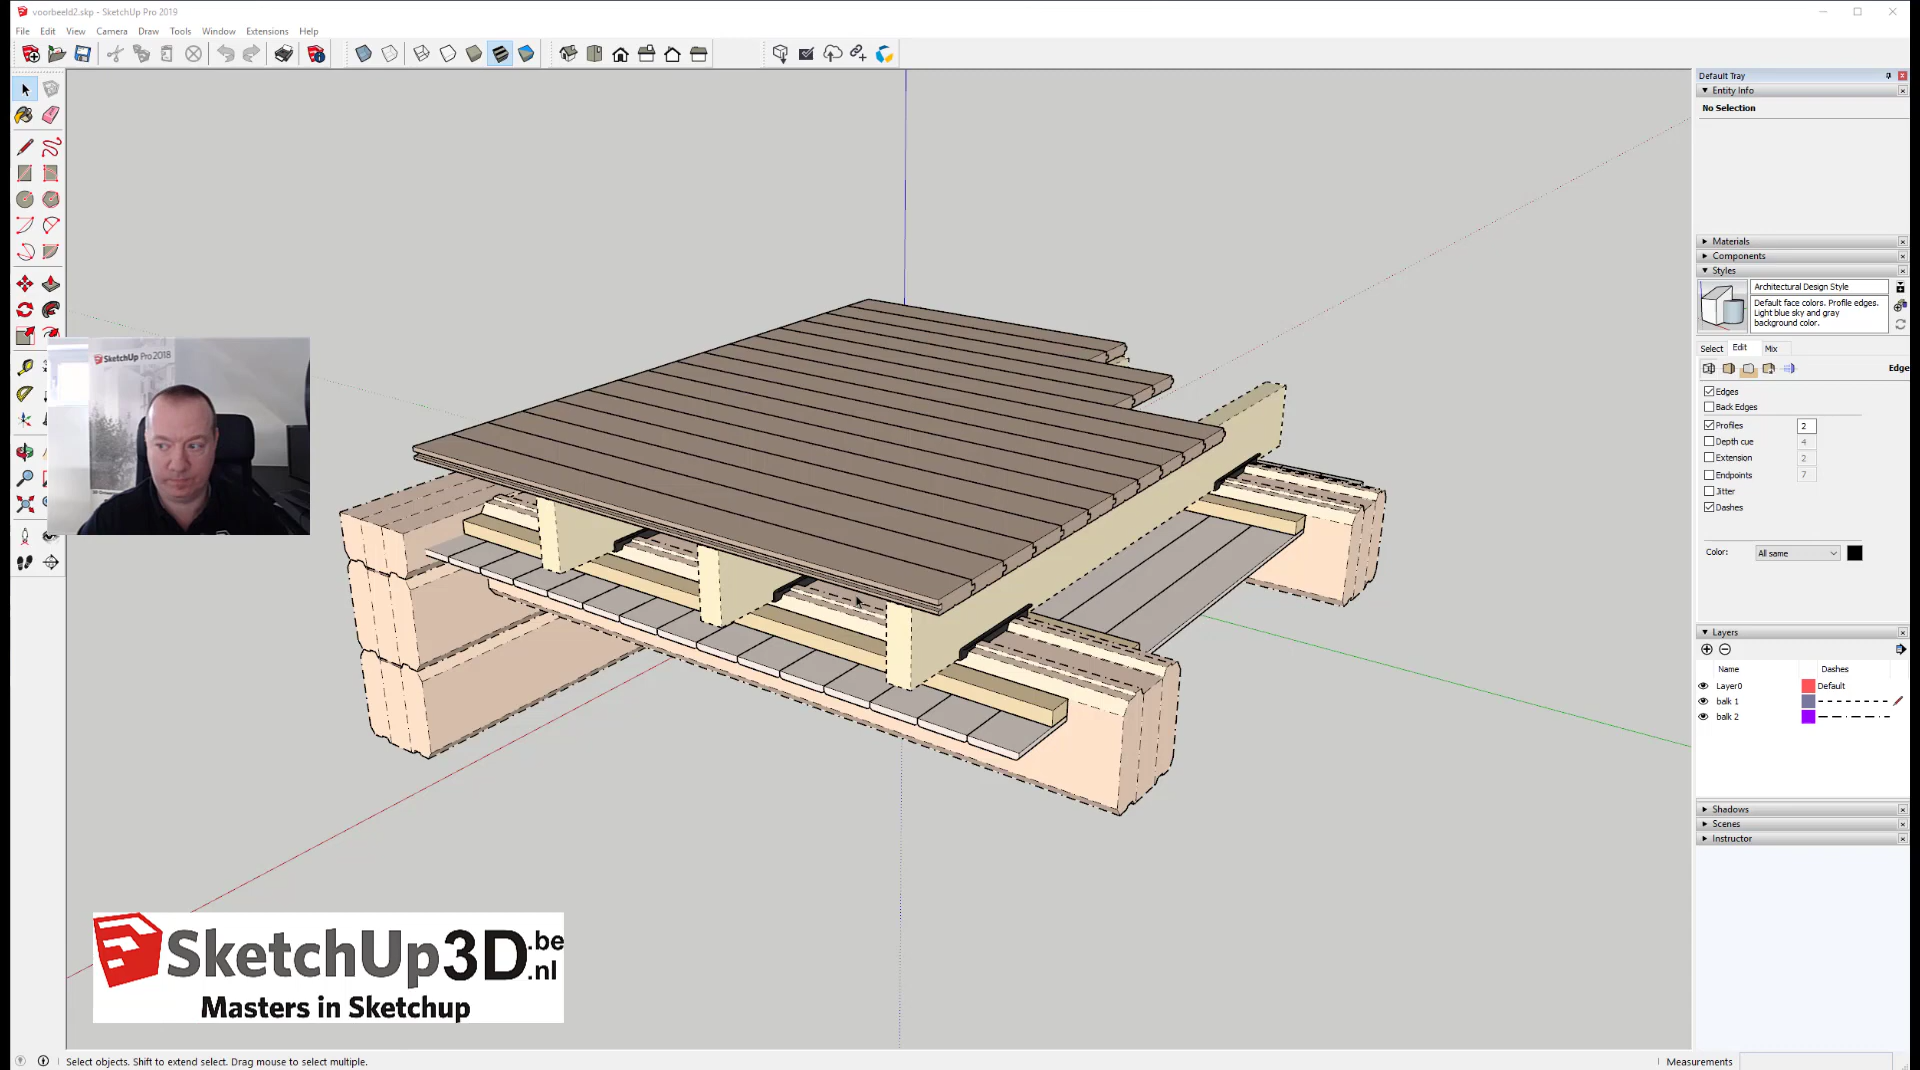 voorbeeld2.skp - SketchUp Pro 2019
File Edit View Camera Draw Tools Window Extensions Help
Default Tray
Entity Info
No Selection
Materials
Components
Styles
Architectural Design Style
Default face colors. Profile edges.
Light blue sky and gray
background color.
Select Edit Mix
Edge
Edges
Back Edges
Profiles 2
Depth cue 4
Extension 2
Endpoints 7
Jitter
Dashes
Color: All same
Layers
Name Dashes
Layer0 Default
balk 1
balk 2
Shadows
Scenes
Instructor
SketchUp Pro 2018
SketchUp3D.be
.nl
Masters in Sketchup
Select objects. Shift to extend select. Drag mouse to select multiple.
Measurements